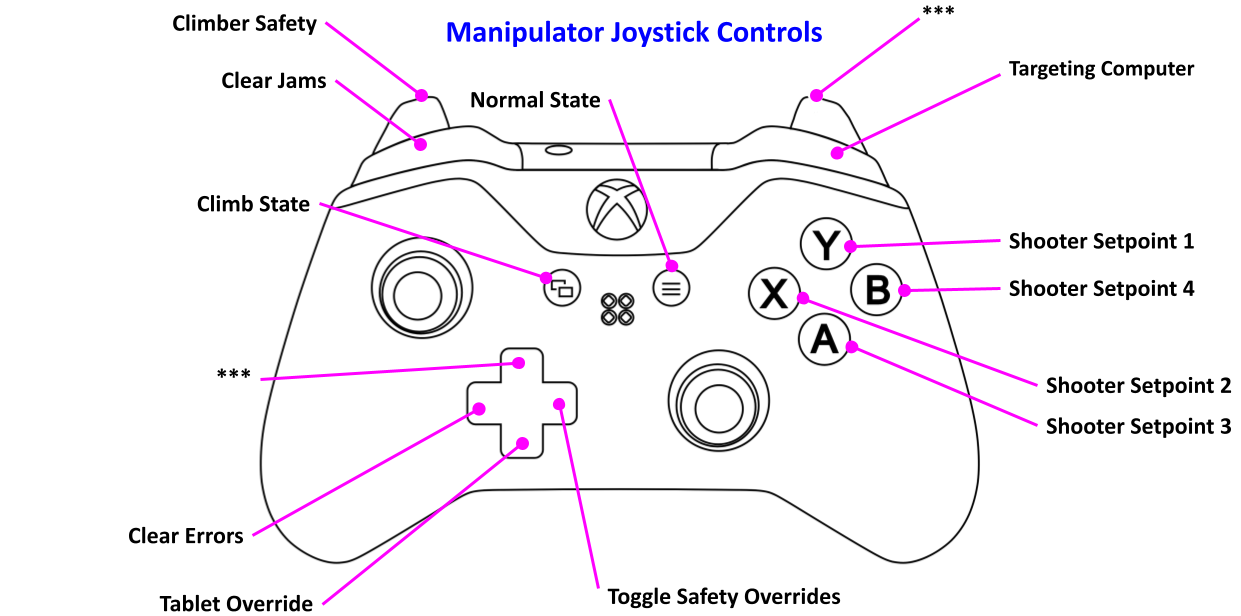 Climber Safety
Manipulator Joystick Controls
***
Clear Jams
Targeting Computer
Normal State
Climb State
Y
Shooter Setpoint 1
X
B
Shooter Setpoint 4
A
***
Shooter Setpoint 2
Shooter Setpoint 3
Clear Errors
Tablet Override
Toggle Safety Overrides